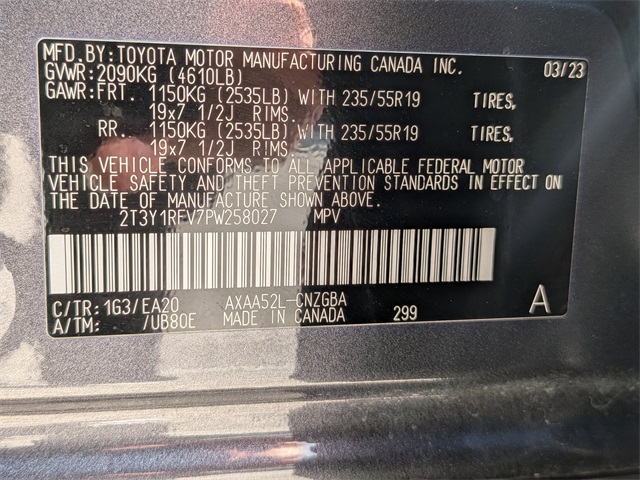 MFD.BY:TOYOTA MOTOR MANUFACTURING CANADA INC. 03/23
GVWR:2090KG (4610LB)
GAWR:FRT. 1150KG (2535LB) WITH 235/55R19 TIRES,
19x7 1/2J RIMS.
RR. 1150KG (2535LB) WITH 235/55R19 TIRES,
19x7 1/2J RIMS
THIS VEHICLE CONFORMS TO ALL APPLICABLE FEDERAL MOTOR
VEHICLE SAFETY AND THEFT PREVENTION STANDARDS IN EFFECT ON
THE DATE OF MANUFACTURE SHOWN ABOVE.
2T3Y1RFV7PW258027 MPV
C/TR:1G3/EA20 AXAA52L-CNZGBA A
A/TM: /UB80E MADE IN CANADA 299